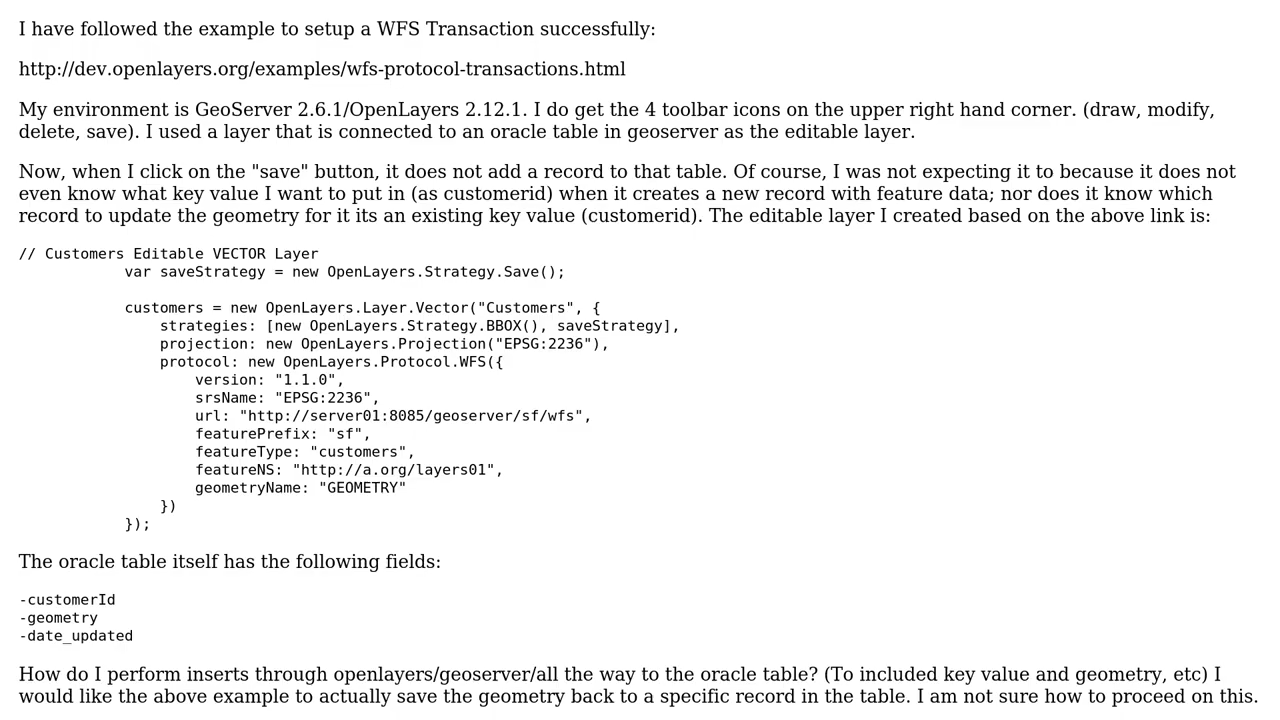 I have followed the example to setup a WFS Transaction successfully:
http://dev.openlayers.org/examples/wfs-protocol-transactions.html
My environment is GeoServer 2.6.1/OpenLayers 2.12.1. I do get the 4 toolbar icons on the upper right hand corner. (draw, modify,
delete, save). I used a layer that is connected to an oracle table in geoserver as the editable layer.
Now, when I click on the "save" button, it does not add a record to that table. Of course, I was not expecting it to because it does not
even know what key value I want to put in (as customerid) when it creates a new record with feature data; nor does it know which
record to update the geometry for it its an existing key value (customerid). The editable layer I created based on the above link is:
// Customers Editable VECTOR Layer
            var saveStrategy = new OpenLayers.Strategy.Save();
            customers = new OpenLayers.Layer.Vector("Customers", {
                strategies: [new OpenLayers.Strategy.BBOX(), saveStrategy],
                projection: new OpenLayers.Projection("EPSG:2236"),
                protocol: new OpenLayers.Protocol.WFS({
                    version: "1.1.0",
                    srsName: "EPSG:2236",
                    url: "http://server01:8085/geoserver/sf/wfs",
                    featurePrefix: "sf",
                    featureType: "customers",
                    featureNS: "http://a.org/layers01",
                    geometryName: "GEOMETRY"
                })
            });
The oracle table itself has the following fields:
-customerId
-geometry
-date_updated
How do I perform inserts through openlayers/geoserver/all the way to the oracle table? (To included key value and geometry, etc) I
would like the above example to actually save the geometry back to a specific record in the table. I am not sure how to proceed on this.